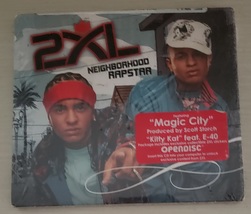 2XL
NEIGHBORHOOD
RAPSTAR
"Magic City"
Produced by Scott Storch
"Kitty Kat" feat. E-40
OPENDISC